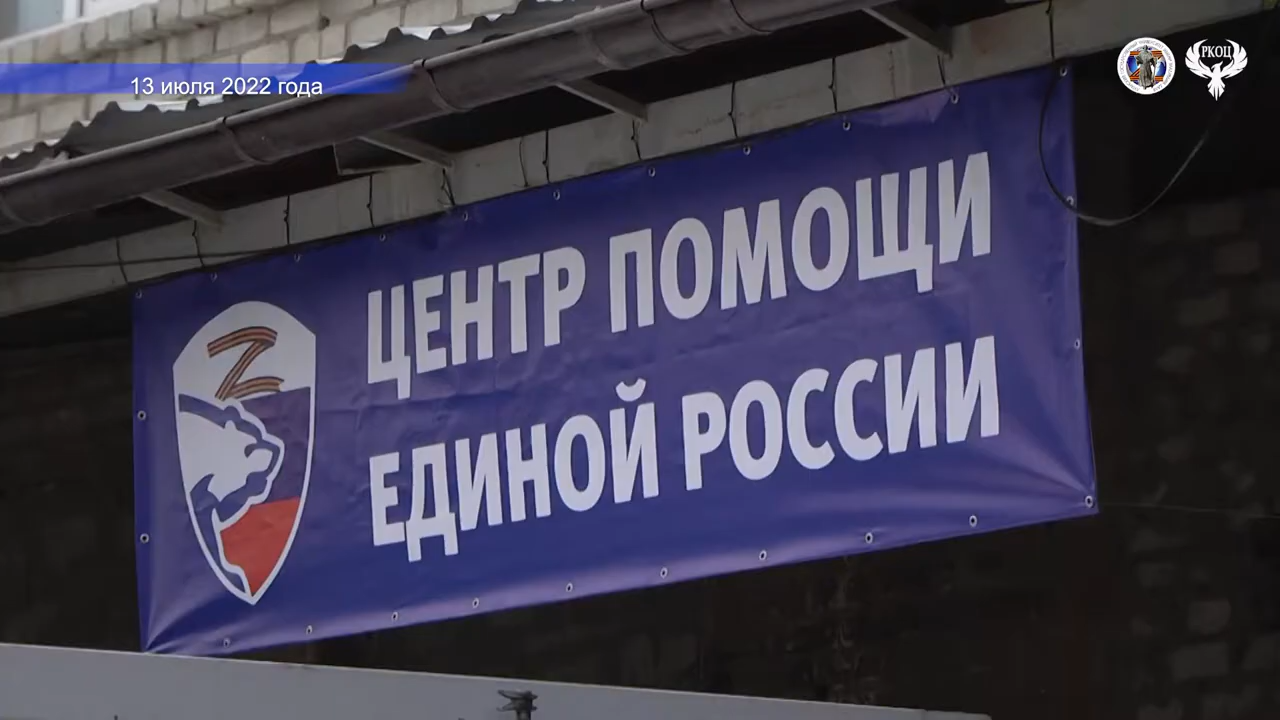 13 июля 2022 года
РКОЦ
ЦЕНТР ПОМОЩИ
ЕДИНОЙ РОССИИ
Z